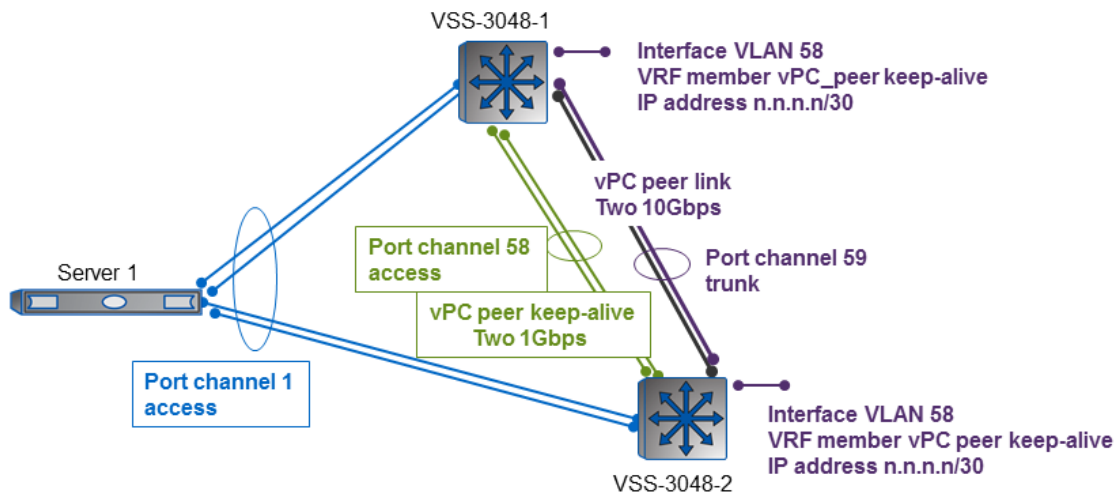 VSS-3048-1
Interface VLAN 58
VRF member vPC_peer keep-alive
IP address n.n.n.n/30
vPC peer link
Two 10Gbps
Port channel 58
access
Port channel 59
trunk
Server 1
vPC peer keep-alive
Two 1Gbps
Port channel 1
access
Interface VLAN 58
VRF member vPC peer keep-alive
IP address n.n.n.n/30
VSS-3048-2